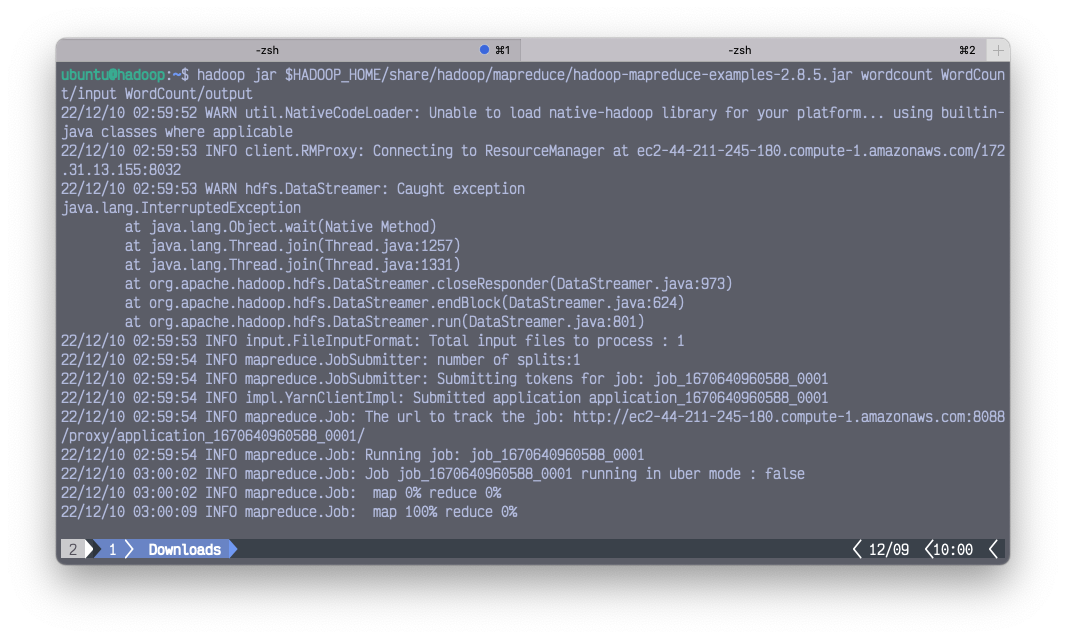 -zsh ⌘1 -zsh ⌘2 +
ubuntu@hadoop:~$ hadoop jar $HADOOP_HOME/share/hadoop/mapreduce/hadoop-mapreduce-examples-2.8.5.jar wordcount WordCoun
t/input WordCount/output
22/12/10 02:59:52 WARN util.NativeCodeLoader: Unable to load native-hadoop library for your platform... using builtin-
java classes where applicable
22/12/10 02:59:53 INFO client.RMProxy: Connecting to ResourceManager at ec2-44-211-245-180.compute-1.amazonaws.com/172
.31.13.155:8032
22/12/10 02:59:53 WARN hdfs.DataStreamer: Caught exception
java.lang.InterruptedException
        at java.lang.Object.wait(Native Method)
        at java.lang.Thread.join(Thread.java:1257)
        at java.lang.Thread.join(Thread.java:1331)
        at org.apache.hadoop.hdfs.DataStreamer.closeResponder(DataStreamer.java:973)
        at org.apache.hadoop.hdfs.DataStreamer.endBlock(DataStreamer.java:624)
        at org.apache.hadoop.hdfs.DataStreamer.run(DataStreamer.java:801)
22/12/10 02:59:53 INFO input.FileInputFormat: Total input files to process : 1
22/12/10 02:59:54 INFO mapreduce.JobSubmitter: number of splits:1
22/12/10 02:59:54 INFO mapreduce.JobSubmitter: Submitting tokens for job: job_1670640960588_0001
22/12/10 02:59:54 INFO impl.YarnClientImpl: Submitted application application_1670640960588_0001
22/12/10 02:59:54 INFO mapreduce.Job: The url to track the job: http://ec2-44-211-245-180.compute-1.amazonaws.com:8088
/proxy/application_1670640960588_0001/
22/12/10 02:59:54 INFO mapreduce.Job: Running job: job_1670640960588_0001
22/12/10 03:00:02 INFO mapreduce.Job: Job job_1670640960588_0001 running in uber mode : false
22/12/10 03:00:02 INFO mapreduce.Job:  map 0% reduce 0%
22/12/10 03:00:09 INFO mapreduce.Job:  map 100% reduce 0%
2 1 Downloads 12/09 10:00